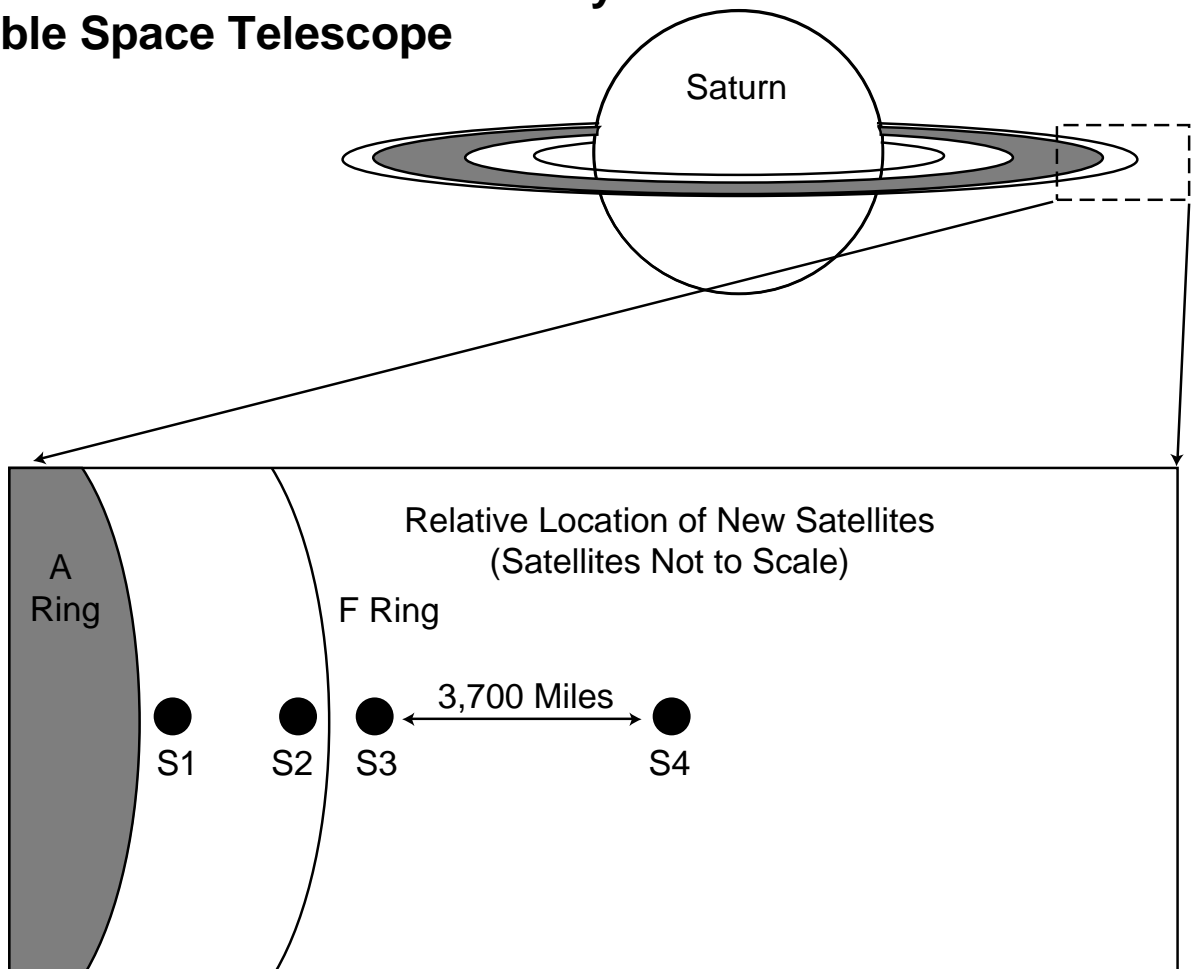 ble Space Telescope
Saturn
Relative Location of New Satellites
(Satellites Not to Scale)
A
Ring
F Ring
3,700 Miles
S1
S2
S3
S4